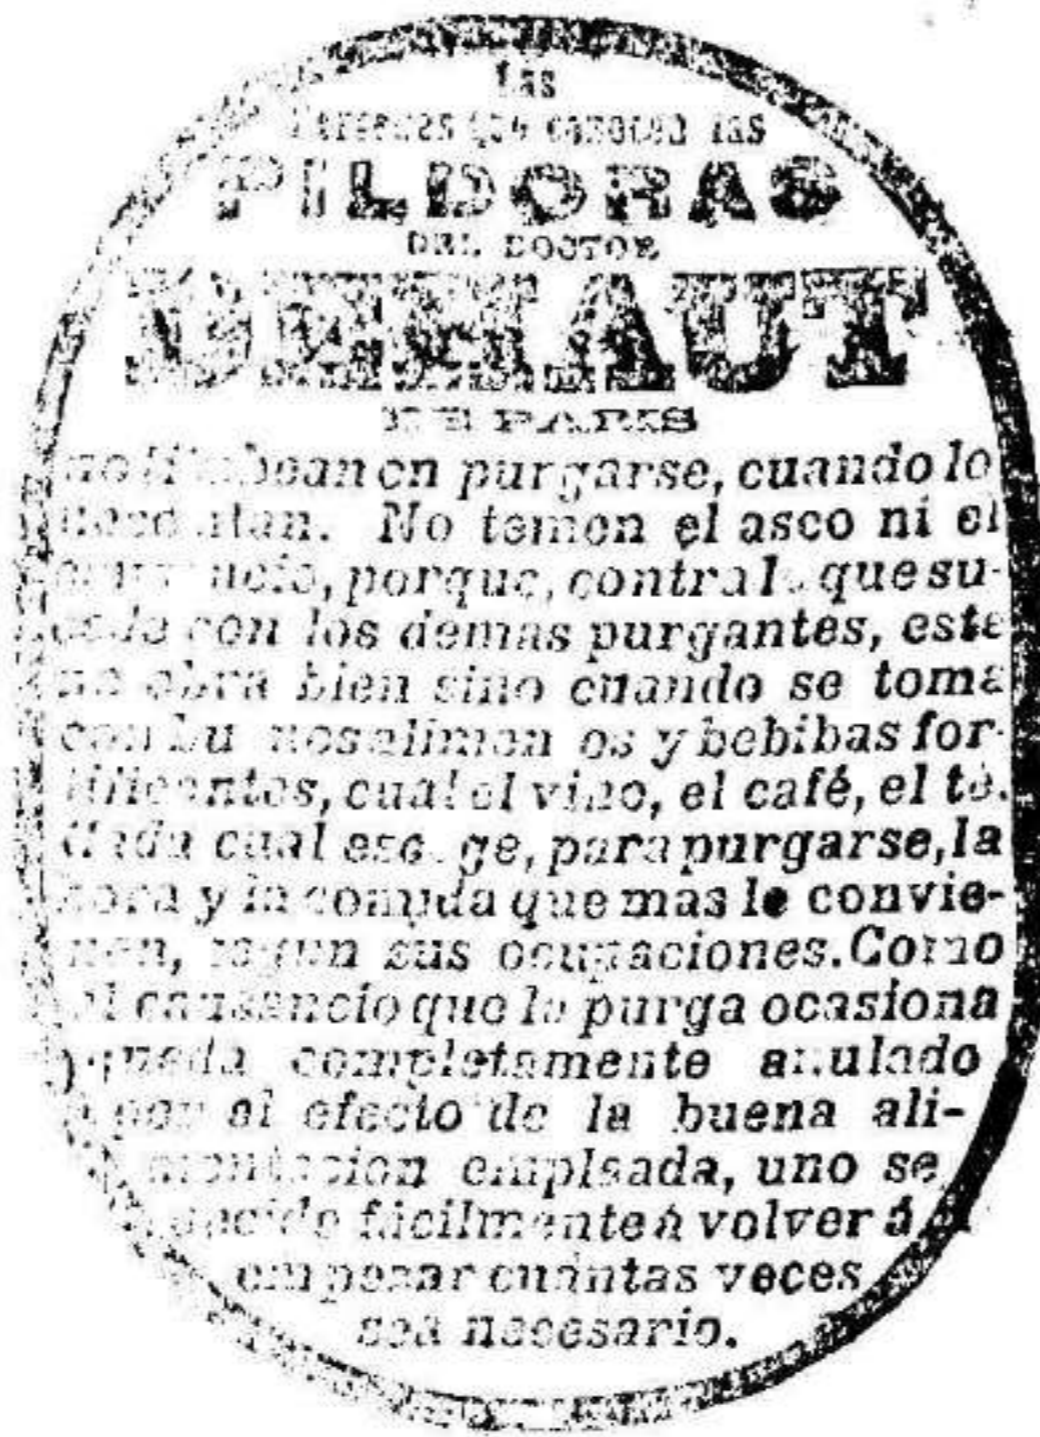 Las
Personas que conocen las
PILDORAS
DEL DOCTOR
DEHAUT
DE PARIS
no titubean en purgarse, cuando lo
necesitan. No temen el asco ni el
causancio, porque, contra lo que su-
cede con los demas purgantes, este
no obra bien sino cuando se toma
con buenos alimentos y bebibas for-
tificantes, cual el vino, el café, el té.
Cada cual escoge, para purgarse, la
hora y la comida que mas le convie-
nen, segun sus ocupaciones. Como
el causancio que la purga ocasiona
queda completamente anulado
por el efecto de la buena ali-
mentacion emplsada, uno se
decide fácilmente á volver á
empezar cuántas veces
sea necesario.